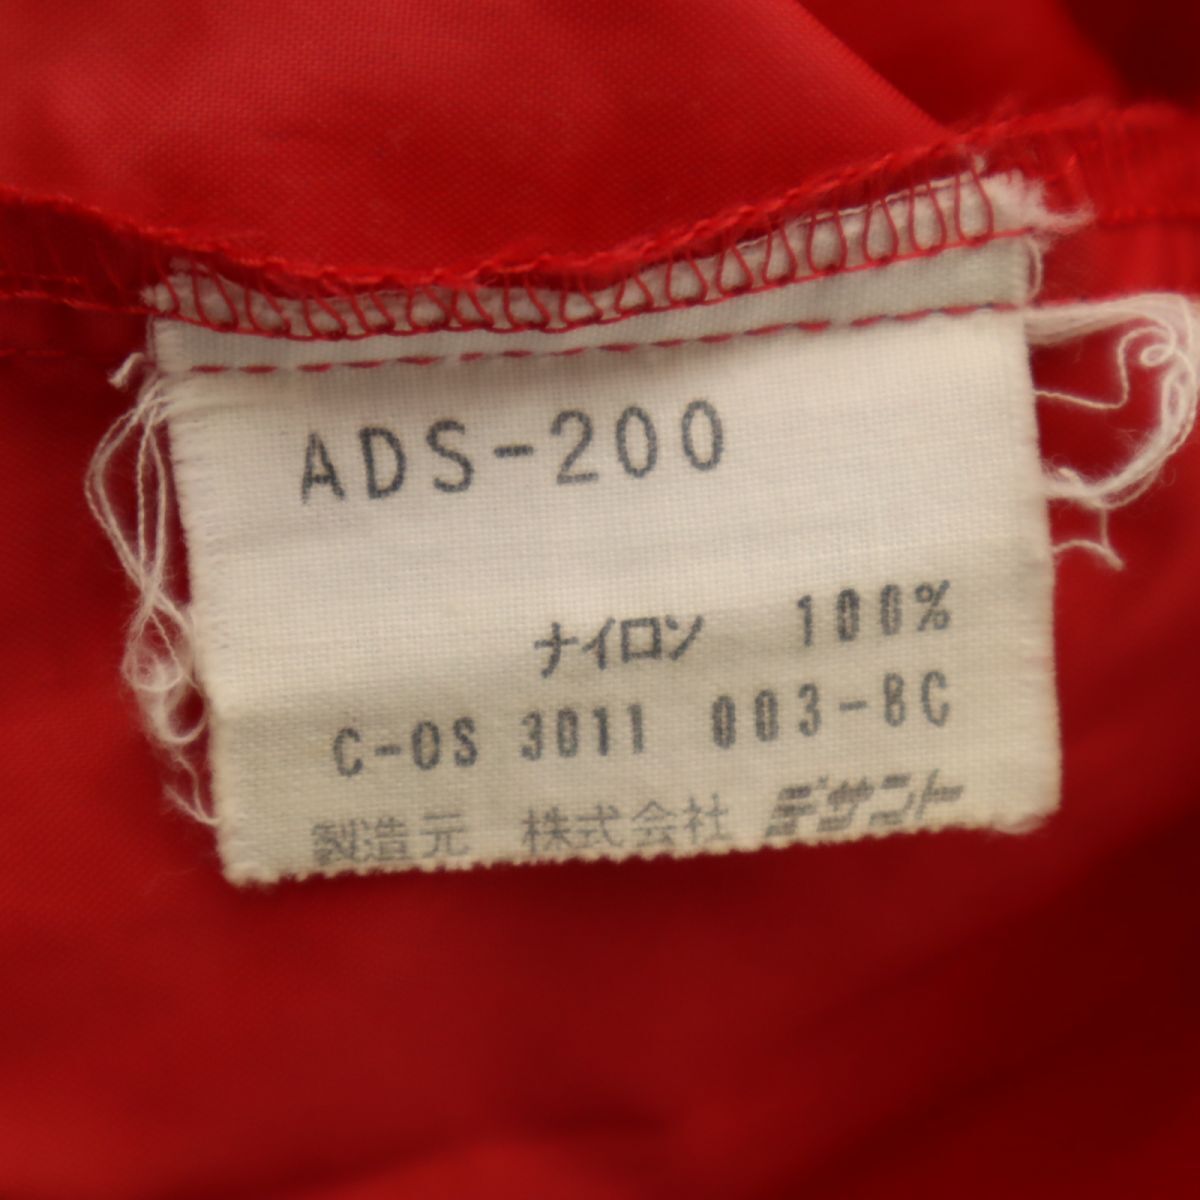 ADS-200
ナイロン 100%
C-OS 3011 003-8C
製造元 株式会社 デサント